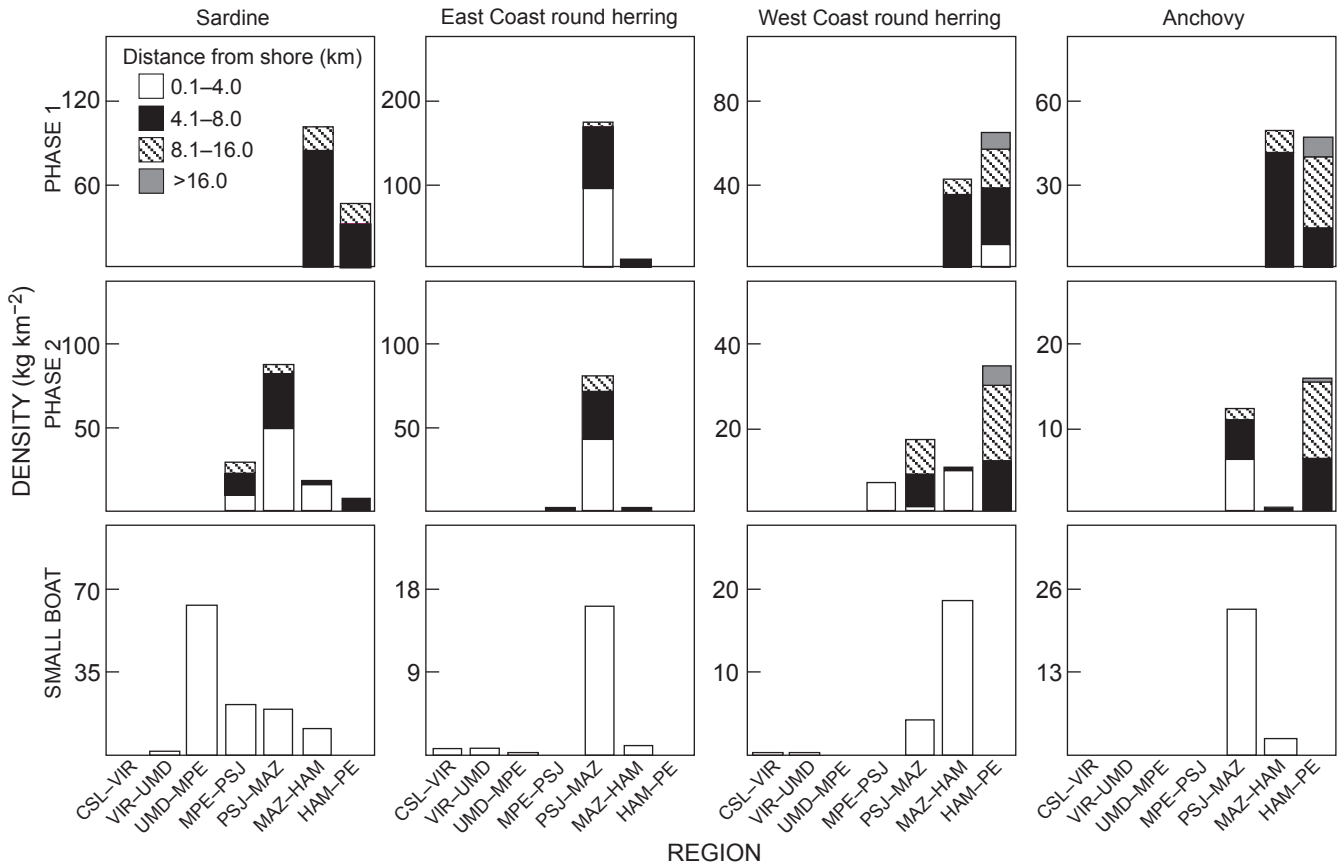 Sardine East Coast round herring West Coast round herring Anchovy
Distance from shore (km)
0.1–4.0
4.1–8.0
8.1–16.0
>16.0
PHASE 1
120
60
200
100
80
40
60
30
DENSITY (kg km−2)
PHASE 2
100
50
100
50
40
20
20
10
SMALL BOAT
70
35
18
9
20
10
26
13
CSL–VIR VIR–UMD UMD–MPE MPE–PSJ PSJ–MAZ MAZ–HAM HAM–PE
CSL–VIR VIR–UMD UMD–MPE MPE–PSJ PSJ–MAZ MAZ–HAM HAM–PE
CSL–VIR VIR–UMD UMD–MPE MPE–PSJ PSJ–MAZ MAZ–HAM HAM–PE
CSL–VIR VIR–UMD UMD–MPE MPE–PSJ PSJ–MAZ MAZ–HAM HAM–PE
REGION